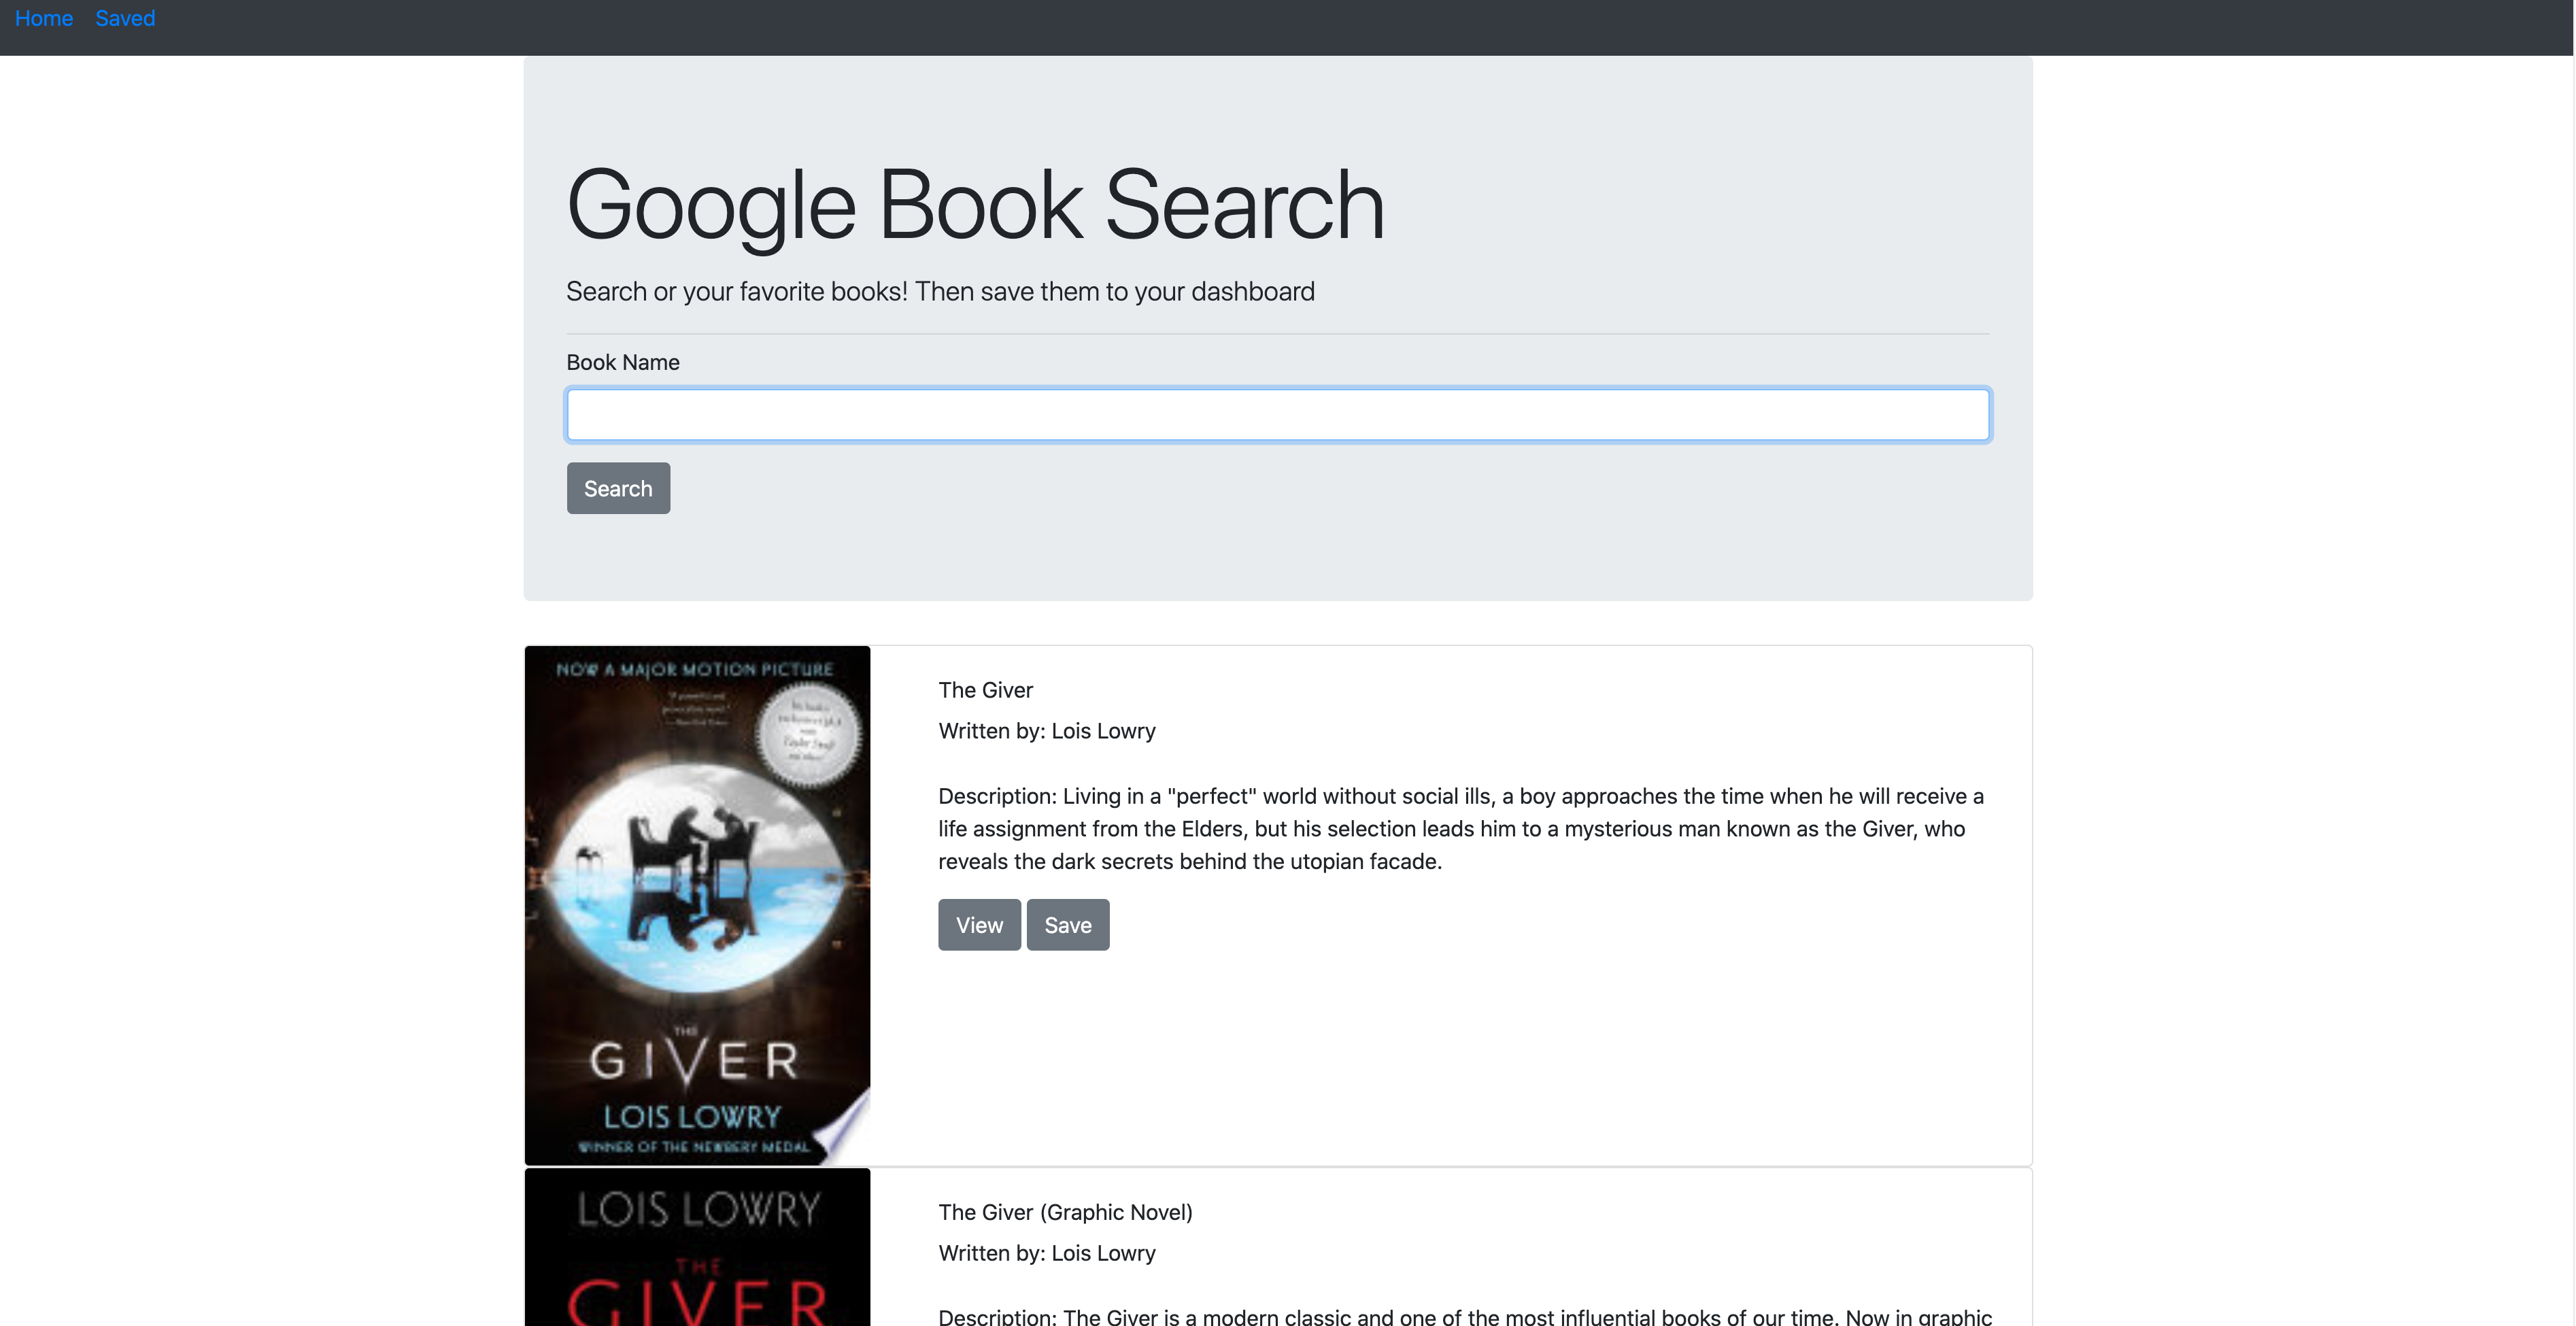 Home Saved
Google Book Search
Search or your favorite books! Then save them to your dashboard
Book Name
Search
NOW A MAJOR MOTION PICTURE
THE
GIVER
LOIS LOWRY
WINNER OF THE NEWBERY MEDAL
The Giver
Written by: Lois Lowry
Description: Living in a "perfect" world without social ills, a boy approaches the time when he will receive a
life assignment from the Elders, but his selection leads him to a mysterious man known as the Giver, who
reveals the dark secrets behind the utopian facade.
View Save
LOIS LOWRY
THE
GIVER
The Giver (Graphic Novel)
Written by: Lois Lowry
Description: The Giver is a modern classic and one of the most influential books of our time. Now in graphic